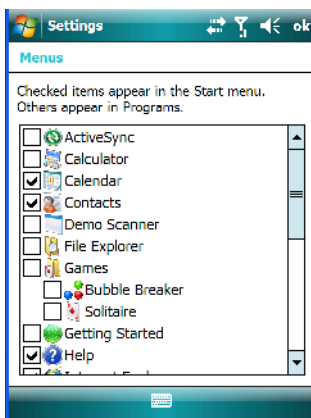 Settings ok
Menus
Checked items appear in the Start menu.
Others appear in Programs.
ActiveSync
Calculator
Calendar
Contacts
Demo Scanner
File Explorer
Games
Bubble Breaker
Solitaire
Getting Started
Help